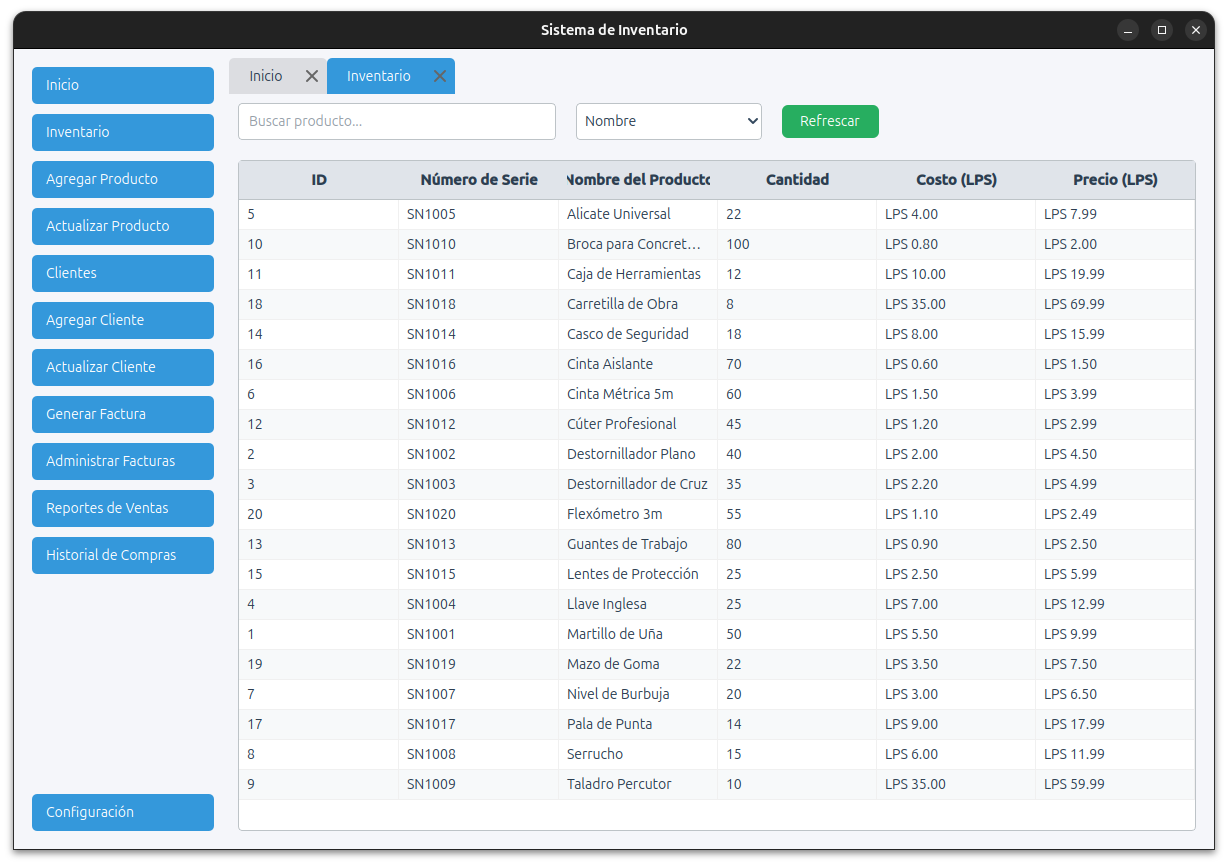 Sistema de Inventario
Inicio
Inventario
Agregar Producto
Actualizar Producto
Clientes
Agregar Cliente
Actualizar Cliente
Generar Factura
Administrar Facturas
Reportes de Ventas
Historial de Compras
Configuración
Inicio Inventario
Buscar producto... Nombre Refrescar
ID Número de Serie Nombre del Producto Cantidad Costo (LPS) Precio (LPS)
5 SN1005 Alicate Universal 22 LPS 4.00 LPS 7.99
10 SN1010 Broca para Concret... 100 LPS 0.80 LPS 2.00
11 SN1011 Caja de Herramientas 12 LPS 10.00 LPS 19.99
18 SN1018 Carretilla de Obra 8 LPS 35.00 LPS 69.99
14 SN1014 Casco de Seguridad 18 LPS 8.00 LPS 15.99
16 SN1016 Cinta Aislante 70 LPS 0.60 LPS 1.50
6 SN1006 Cinta Métrica 5m 60 LPS 1.50 LPS 3.99
12 SN1012 Cúter Profesional 45 LPS 1.20 LPS 2.99
2 SN1002 Destornillador Plano 40 LPS 2.00 LPS 4.50
3 SN1003 Destornillador de Cruz 35 LPS 2.20 LPS 4.99
20 SN1020 Flexómetro 3m 55 LPS 1.10 LPS 2.49
13 SN1013 Guantes de Trabajo 80 LPS 0.90 LPS 2.50
15 SN1015 Lentes de Protección 25 LPS 2.50 LPS 5.99
4 SN1004 Llave Inglesa 25 LPS 7.00 LPS 12.99
1 SN1001 Martillo de Uña 50 LPS 5.50 LPS 9.99
19 SN1019 Mazo de Goma 22 LPS 3.50 LPS 7.50
7 SN1007 Nivel de Burbuja 20 LPS 3.00 LPS 6.50
17 SN1017 Pala de Punta 14 LPS 9.00 LPS 17.99
8 SN1008 Serrucho 15 LPS 6.00 LPS 11.99
9 SN1009 Taladro Percutor 10 LPS 35.00 LPS 59.99